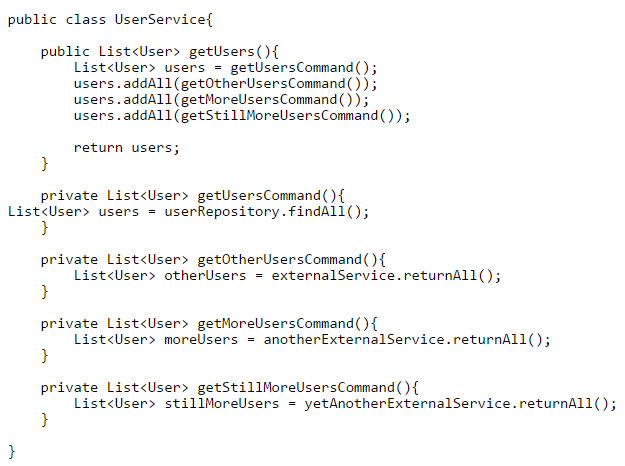 public class UserService{
public List<User> getUsers(){
List<User> users = getUsersCommand();
users.addAll(getOtherUsersCommand());
users.addAll(getMoreUsersCommand());
users.addAll(getStillMoreUsersCommand());
return users;
}
private List<User> getUsersCommand(){
List<User> users = userRepository.findAll();
}
private List<User> getOtherUsersCommand(){
List<User> otherUsers = externalService.returnAll();
}
private List<User> getMoreUsersCommand(){
List<User> moreUsers = anotherExternalService.returnAll();
}
private List<User> getStillMoreUsersCommand(){
List<User> stillMoreUsers = yetAnotherExternalService.returnAll();
}
}